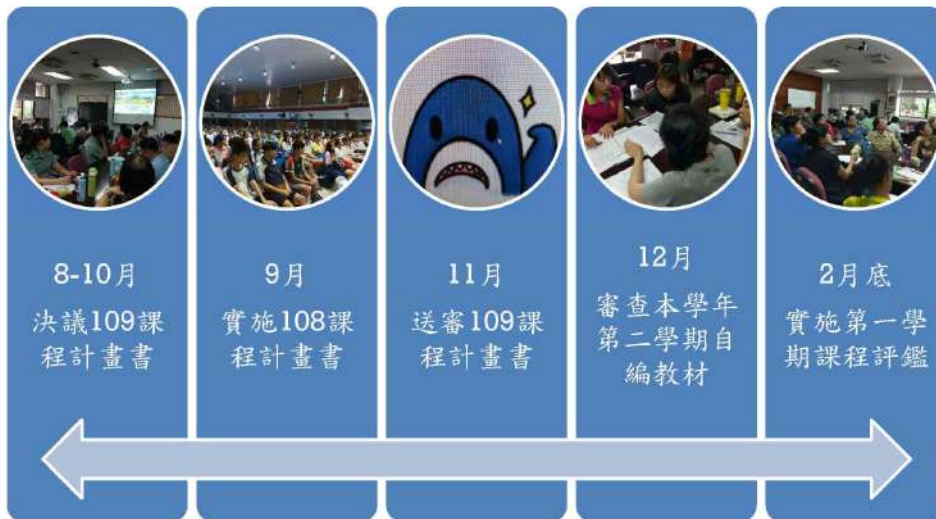 8-10月
決議109課
程計畫書
9月
實施108課
程計畫書
11月
送審109課
程計畫書
12月
審查本學年
第二學期自
編教材
2月底
實施第一學
期課程評鑑